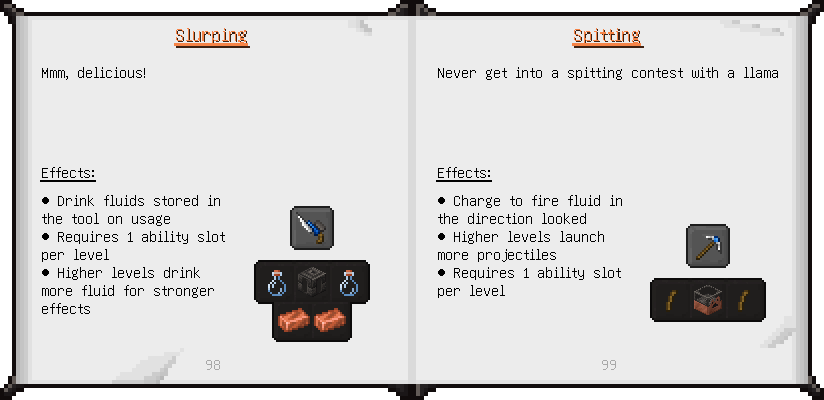 Slurping
Mmm, delicious!
Effects:
• Drink fluids stored in
the tool on usage
• Requires 1 ability slot
per level
• Higher levels drink
more fluid for stronger
effects
98
Spitting
Never get into a spitting contest with a llama
Effects:
• Charge to fire fluid in
the direction looked
• Higher levels launch
more projectiles
• Requires 1 ability slot
per level
99